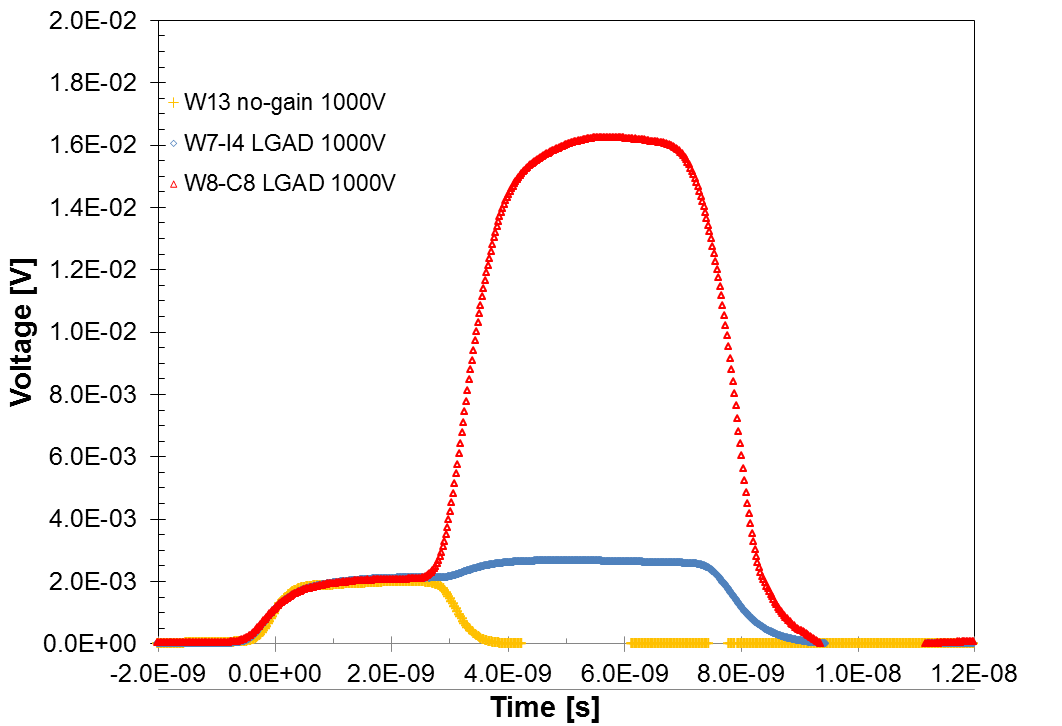 2.0E-02
1.8E-02
1.6E-02
1.4E-02
1.2E-02
1.0E-02
8.0E-03
6.0E-03
4.0E-03
2.0E-03
0.0E+00
Voltage [V]
W13 no-gain 1000V
W7-I4 LGAD 1000V
W8-C8 LGAD 1000V
-2.0E-09 0.0E+00 2.0E-09 4.0E-09 6.0E-09 8.0E-09 1.0E-08 1.2E-08
Time [s]